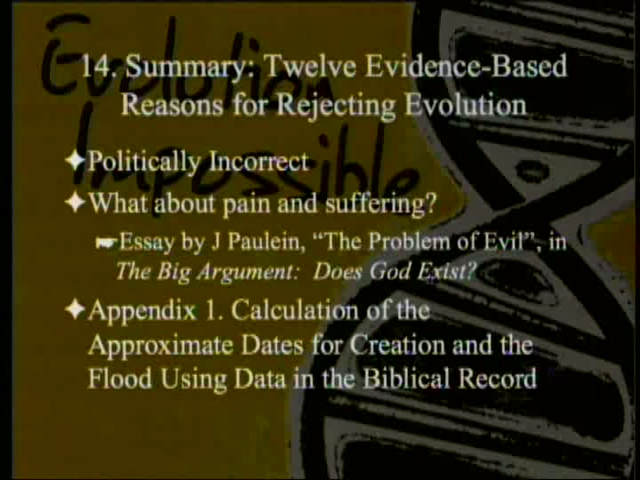 Evolution
Impossible
14. Summary: Twelve Evidence-Based
Reasons for Rejecting Evolution
Politically Incorrect
What about pain and suffering?
Essay by J Paulein, “The Problem of Evil”, in
The Big Argument: Does God Exist?
Appendix 1. Calculation of the
Approximate Dates for Creation and the
Flood Using Data in the Biblical Record